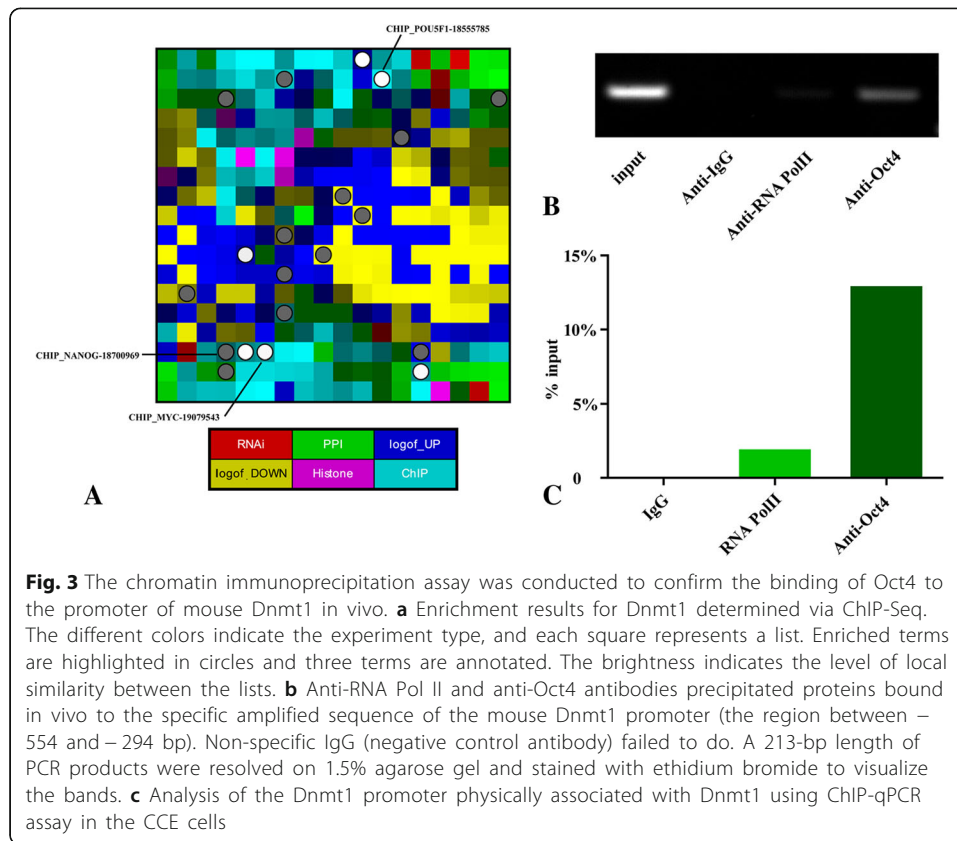 CHIP_POU5F1-18555785
CHIP_NANOG-18700969
CHIP_MYC-19079543
RNAi PPI logof_UP
logof_DOWN Histone ChIP
A
input Anti-IgG Anti-RNA PolII Anti-Oct4
B
15%
10%
5%
0
% input
IgG RNA PolII Anti-Oct4
C
Fig. 3 The chromatin immunoprecipitation assay was conducted to confirm the binding of Oct4 to
the promoter of mouse Dnmt1 in vivo. a Enrichment results for Dnmt1 determined via ChIP-Seq.
The different colors indicate the experiment type, and each square represents a list. Enriched terms
are highlighted in circles and three terms are annotated. The brightness indicates the level of local
similarity between the lists. b Anti-RNA Pol II and anti-Oct4 antibodies precipitated proteins bound
in vivo to the specific amplified sequence of the mouse Dnmt1 promoter (the region between −
554 and − 294 bp). Non-specific IgG (negative control antibody) failed to do. A 213-bp length of
PCR products were resolved on 1.5% agarose gel and stained with ethidium bromide to visualize
the bands. c Analysis of the Dnmt1 promoter physically associated with Dnmt1 using ChIP-qPCR
assay in the CCE cells